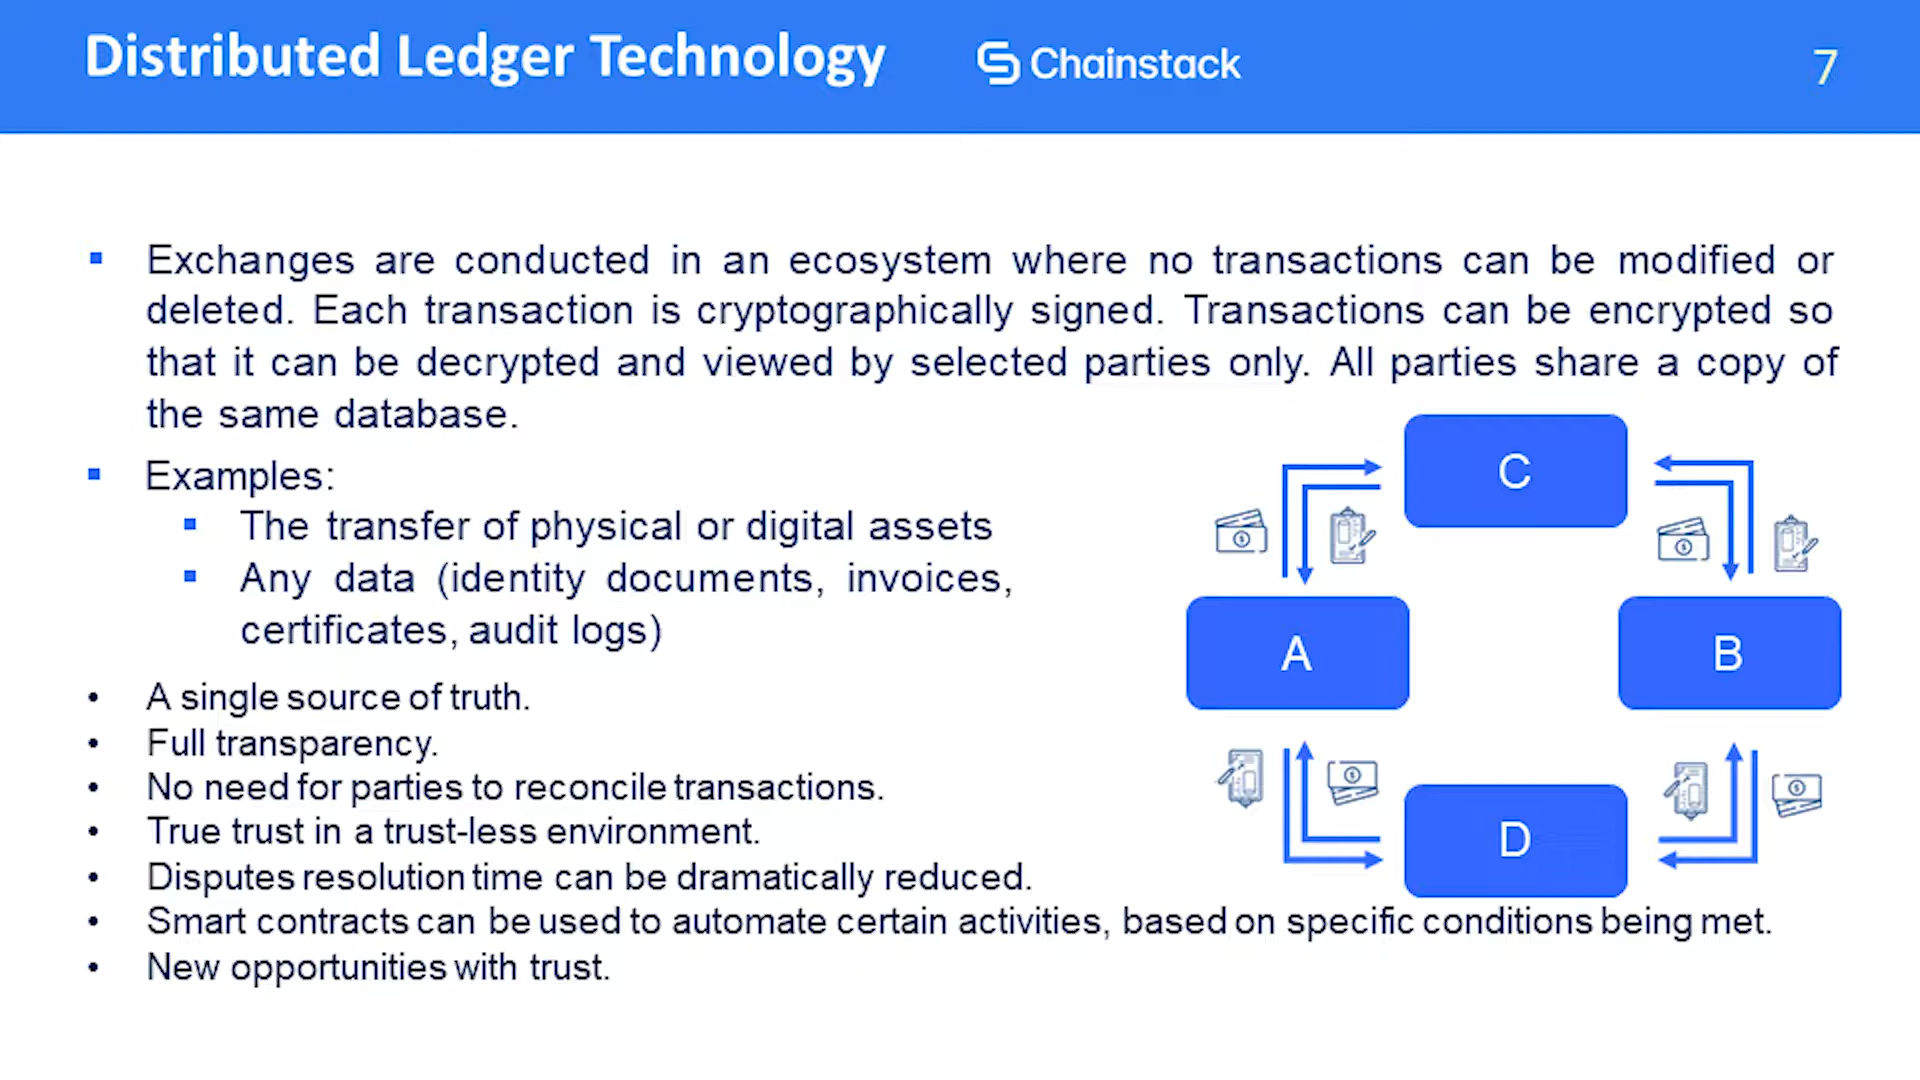 Distributed Ledger Technology
Chainstack
7
▪ Exchanges are conducted in an ecosystem where no transactions can be modified or
deleted. Each transaction is cryptographically signed. Transactions can be encrypted so
that it can be decrypted and viewed by selected parties only. All parties share a copy of
the same database.
▪ Examples:
▪ The transfer of physical or digital assets
▪ Any data (identity documents, invoices,
certificates, audit logs)
• A single source of truth.
• Full transparency.
• No need for parties to reconcile transactions.
• True trust in a trust-less environment.
• Disputes resolution time can be dramatically reduced.
• Smart contracts can be used to automate certain activities, based on specific conditions being met.
• New opportunities with trust.
C
A
B
D